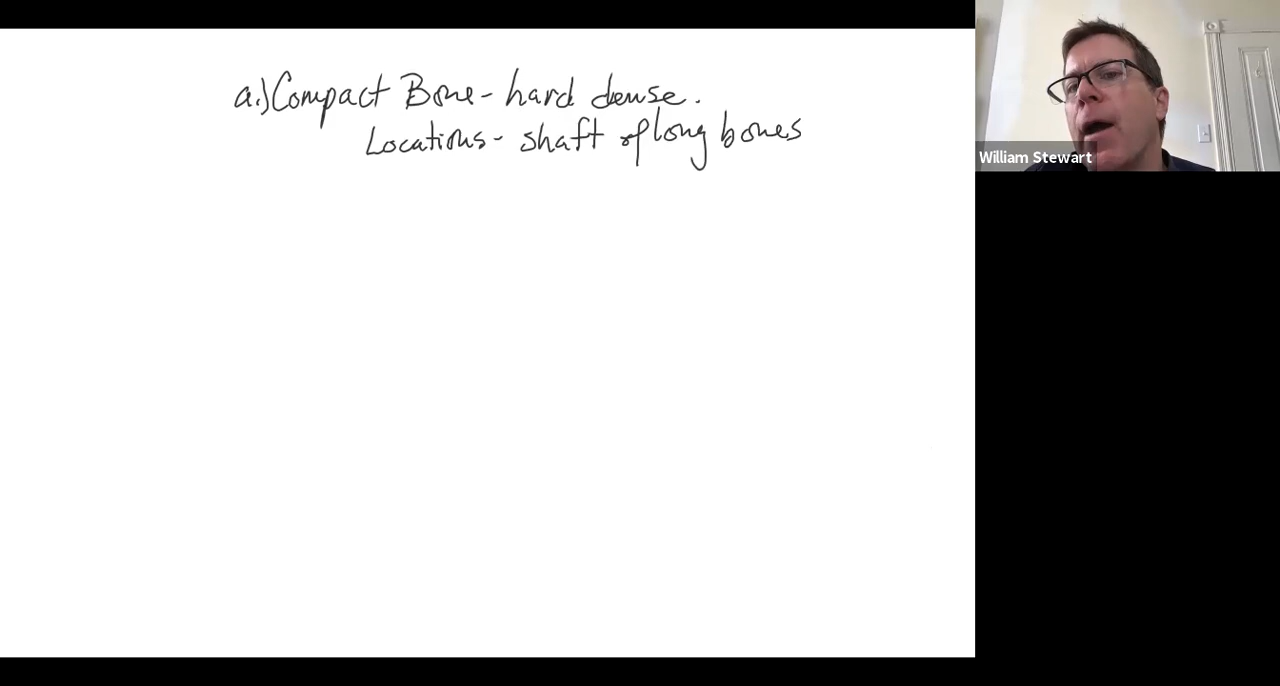 a.) Compact Bone - hard dense.
Locations - shaft of long bones
William Stewart